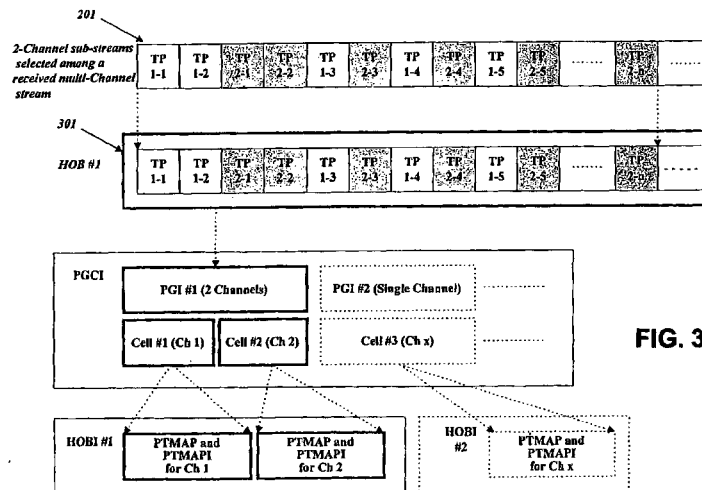 201
2-Channel sub-streams
selected among a
received multi-Channel
stream
TP 1-1 TP 1-2 TP 2-1 TP 2-2 TP 1-3 TP 2-3 TP 1-4 TP 2-4 TP 1-5 TP 2-5 ...... TP 2-n ......
301
HOB #1
TP 1-1 TP 1-2 TP 2-1 TP 2-2 TP 1-3 TP 2-3 TP 1-4 TP 2-4 TP 1-5 TP 2-5 ...... TP 2-n ......
PGCI
PGI #1 (2 Channels) PGI #2 (Single Channel) ........
Cell #1 (Ch 1) Cell #2 (Ch 2) Cell #3 (Ch x) ........
FIG. 3
HOBI #1
PTMAP and
PTMAPI
for Ch 1
PTMAP and
PTMAPI
for Ch 2
HOBI
#2
PTMAP and
PTMAPI
for Ch x